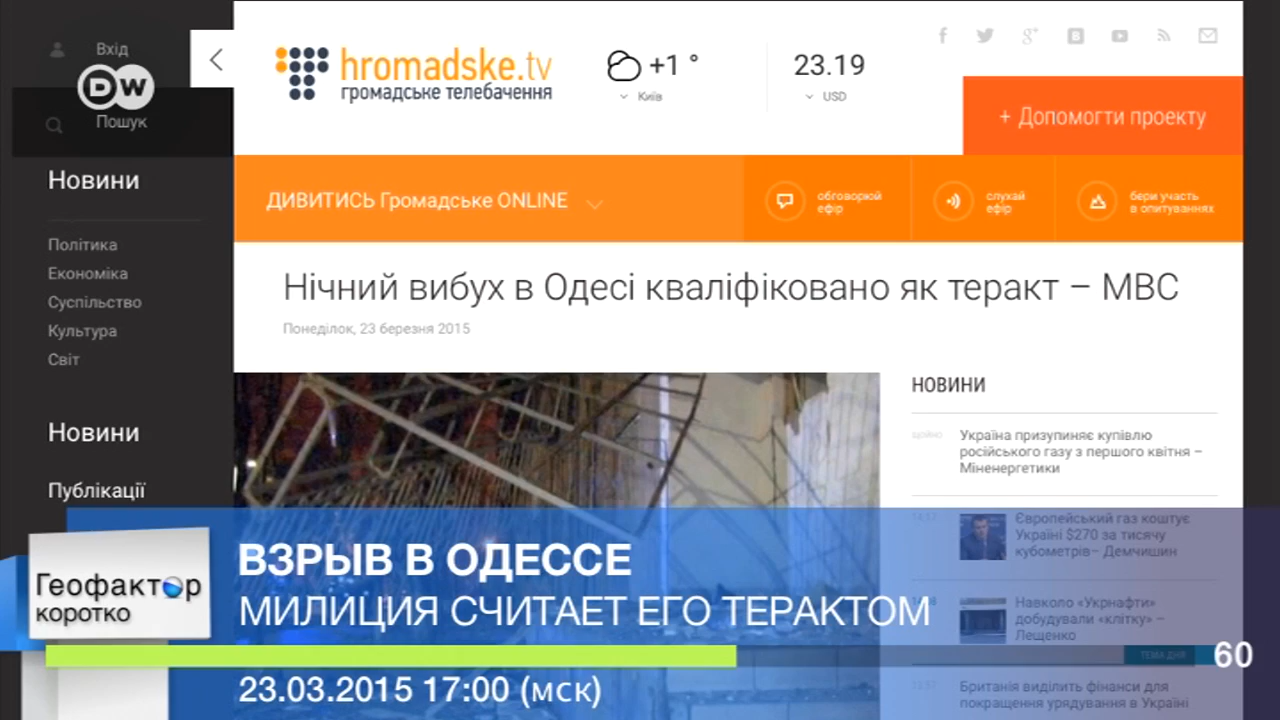 Вхід
DW
Пошук
Новини
Політика
Економіка
Суспільство
Культура
Світ
Новини
Публікації
hromadske.tv
громадське телебачення
+1 °
Київ
23.19
USD
+ Допомогти проекту
ДИВИТИСЬ Громадське ONLINE
обговорюй
ефір
слухай
ефір
бери участь
в опитуваннях
Нічний вибух в Одесі кваліфіковано як теракт – МВС
Понеділок, 23 березня 2015
НОВИНИ
щойно
Україна призупиняє купівлю
російського газу з першого квітня –
Міненергетики
Європейський газ коштує
Україні $270 за тисячу
кубометрів– Демчишин
Навколо «Укрнафти»
добудували «клітку» –
Лещенко
ТЕМА ДНЯ
Британія виділить фінанси для
покращення урядування в Україні
Геофактор
коротко
ВЗРЫВ В ОДЕССЕ
МИЛИЦИЯ СЧИТАЕТ ЕГО ТЕРАКТОМ
60
23.03.2015 17:00 (мск)